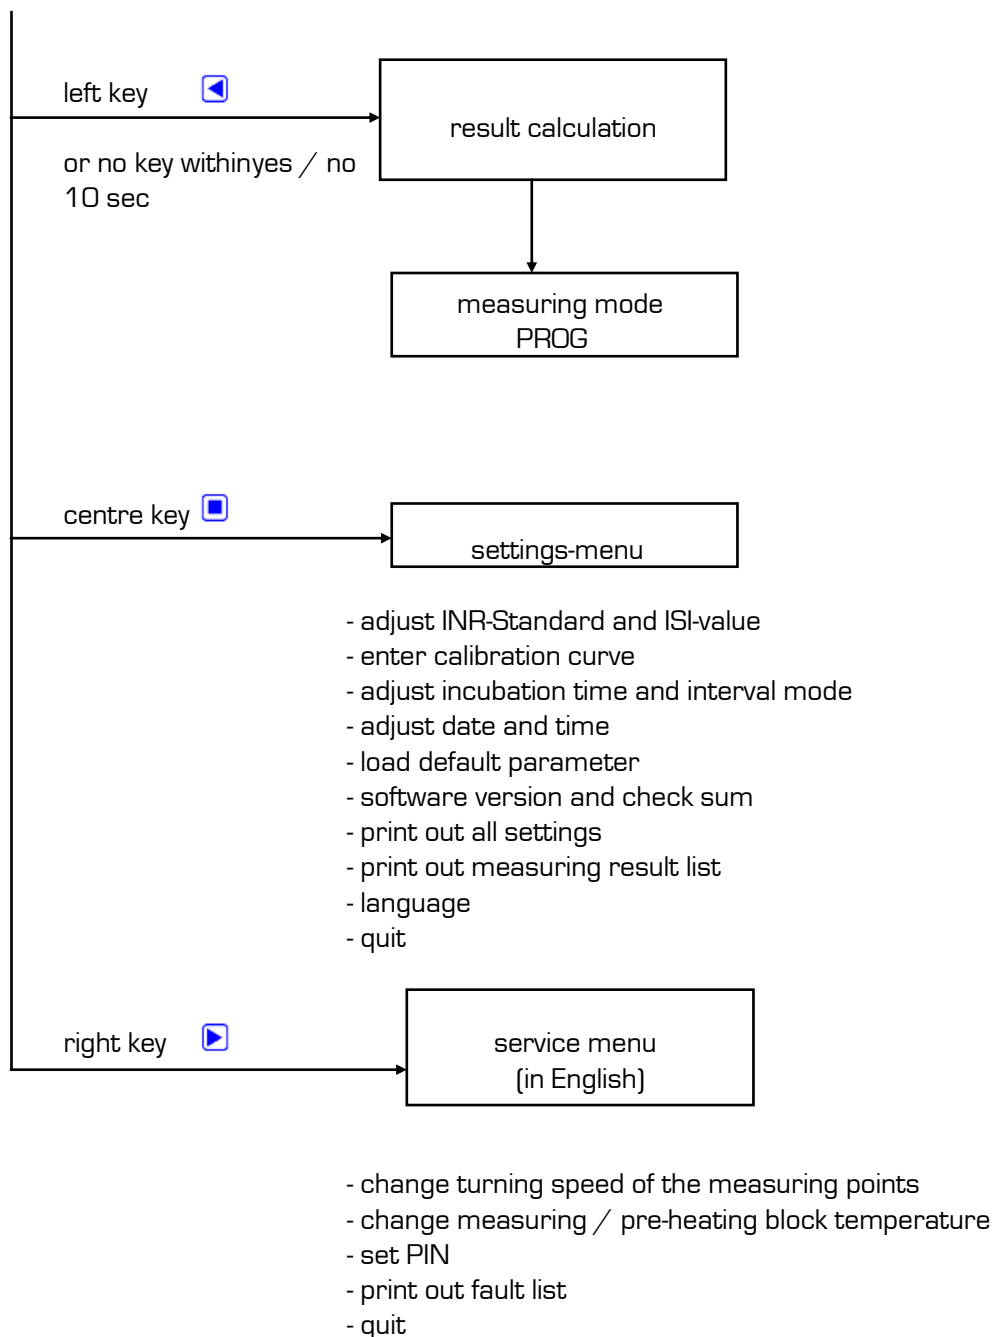 left key
result calculation
or no key withinyes / no
10 sec
measuring mode
PROG
centre key
settings-menu
- adjust INR-Standard and ISI-value
- enter calibration curve
- adjust incubation time and interval mode
- adjust date and time
- load default parameter
- software version and check sum
- print out all settings
- print out measuring result list
- language
- quit
right key
service menu
(in English)
- change turning speed of the measuring points
- change measuring / pre-heating block temperature
- set PIN
- print out fault list
- quit